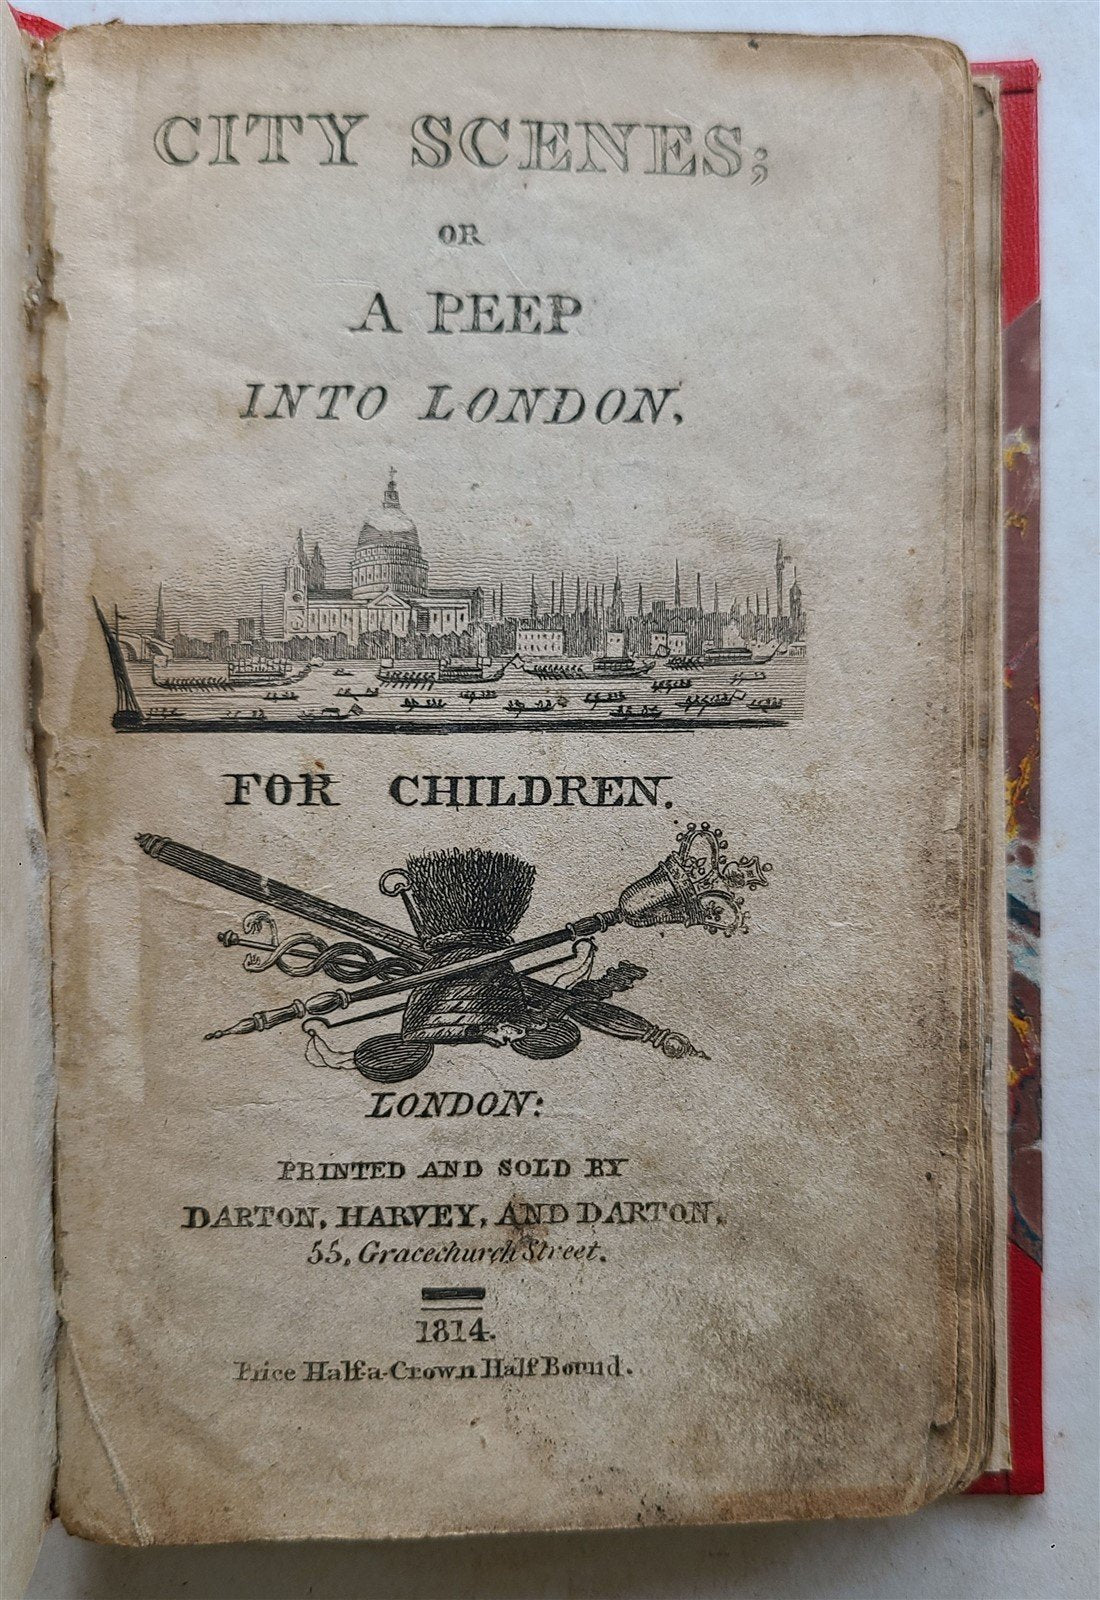 CITY SCENES;
OR
A PEEP
INTO LONDON,
FOR CHILDREN.
LONDON:
PRINTED AND SOLD BY
DARTON, HARVEY, AND DARTON,
55, Gracechurch Street.
1814.
Price Half-a-Crown Half Bound.